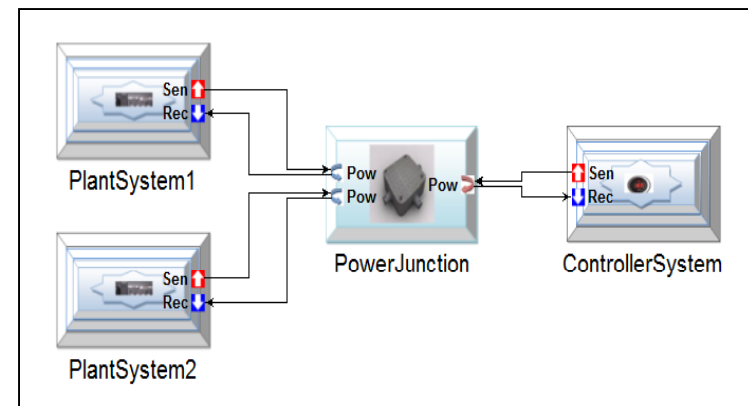 Sen
Rec
PlantSystem1
Sen
Rec
PlantSystem2
Pow
Pow
Pow
PowerJunction
Sen
Rec
ControllerSystem